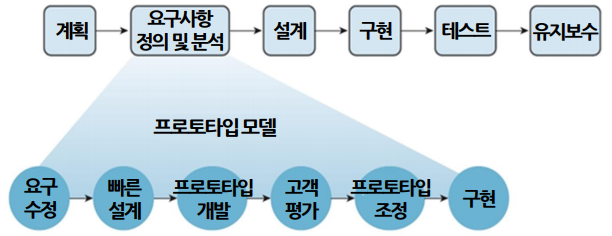 계획
요구사항
정의 및 분석
설계
구현
테스트
유지보수
프로토타입 모델
요구
수정
빠른
설계
프로토타입
개발
고객
평가
프로토타입
조정
구현